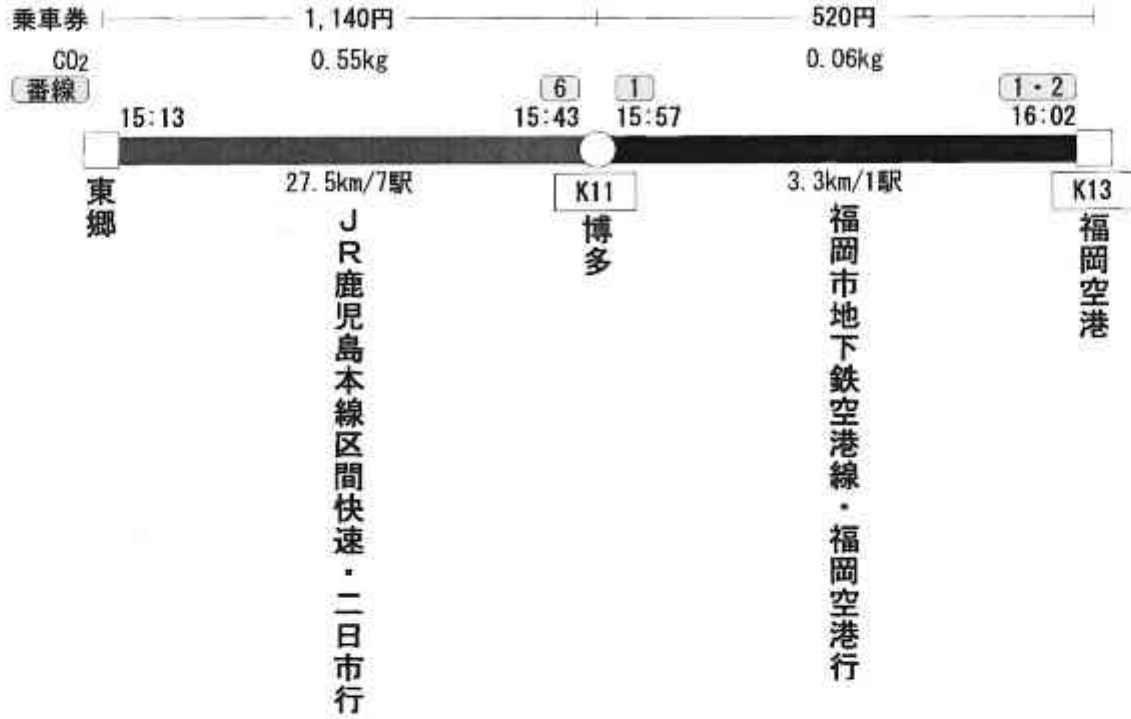 乗車券 1,140円 520円
CO2 0.55kg 0.06kg
番線 6 1 1・2
15:13 15:43 15:57 16:02
27.5km/7駅 3.3km/1駅
K11 K13
東郷
JR鹿児島本線区間快速・二日市行
博多
福岡市地下鉄空港線・福岡空港行
福岡空港